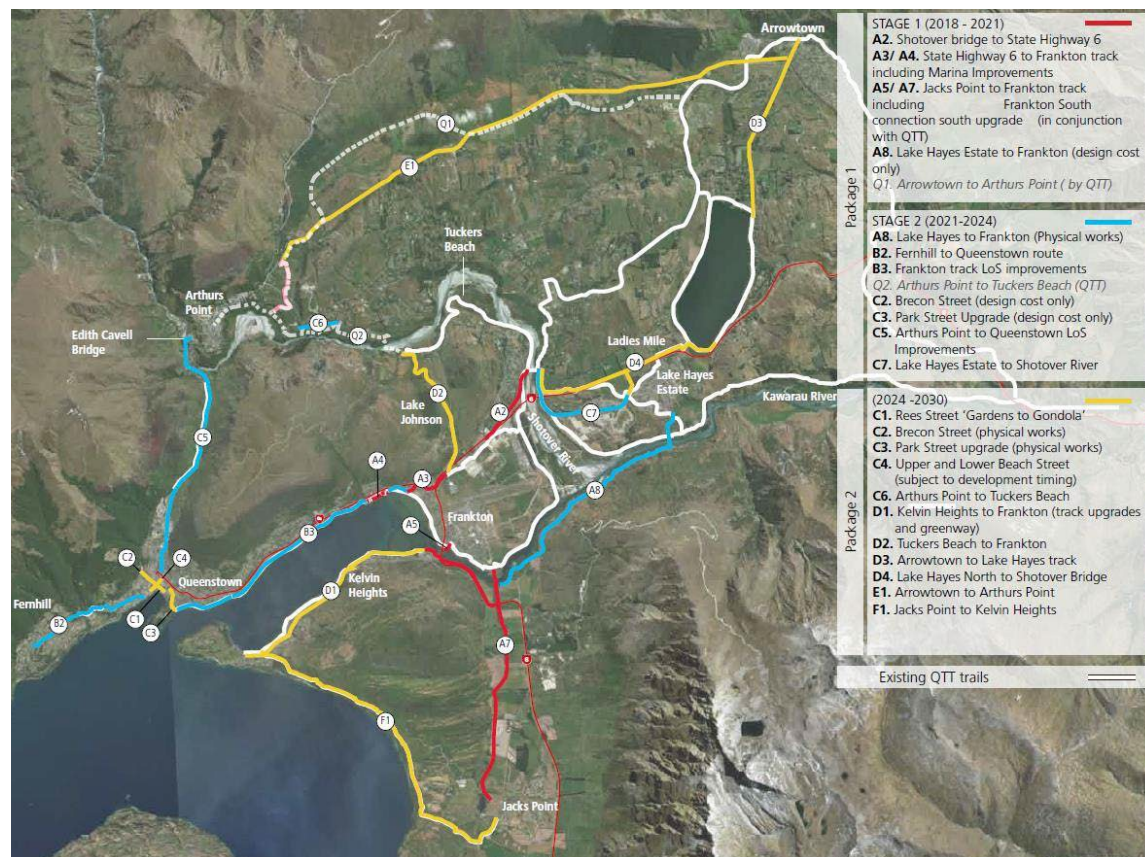 Arrowtown
Q1
D3
E1
Tuckers
Beach
Arthurs
Point
C6
Q2
Edith Cavell
Bridge
Ladies Mile
D4
Lake Hayes
Estate
D2
Kawarau River
Lake
Johnson
A2
C7
Shotover River
C5
A4
A3
A8
A5
Frankton
B3
C2
C4
Queenstown
Kelvin
Heights
D1
Fernhill
B2
C1
C3
A7
F1
Jacks Point
Package 1
STAGE 1 (2018 - 2021)
A2. Shotover bridge to State Highway 6
A3/ A4. State Highway 6 to Frankton track
including Marina Improvements
A5/ A7. Jacks Point to Frankton track
including Frankton South
connection south upgrade (in conjunction
with QTT)
A8. Lake Hayes Estate to Frankton (design cost
only)
Q1. Arrowtown to Arthurs Point ( by QTT)
STAGE 2 (2021-2024)
A8. Lake Hayes to Frankton (Physical works)
B2. Fernhill to Queenstown route
B3. Frankton track LoS improvements
Q2. Arthurs Point to Tuckers Beach (QTT)
C2. Brecon Street (design cost only)
C3. Park Street Upgrade (design cost only)
C5. Arthurs Point to Queenstown LoS
Improvements
C7. Lake Hayes Estate to Shotover River
Package 2
(2024 -2030)
C1. Rees Street ‘Gardens to Gondola’
C2. Brecon Street (physical works)
C3. Park Street upgrade (physical works)
C4. Upper and Lower Beach Street
(subject to development timing)
C6. Arthurs Point to Tuckers Beach
D1. Kelvin Heights to Frankton (track upgrades
and greenway)
D2. Tuckers Beach to Frankton
D3. Arrowtown to Lake Hayes track
D4. Lake Hayes North to Shotover Bridge
E1. Arrowtown to Arthurs Point
F1. Jacks Point to Kelvin Heights
Existing QTT trails